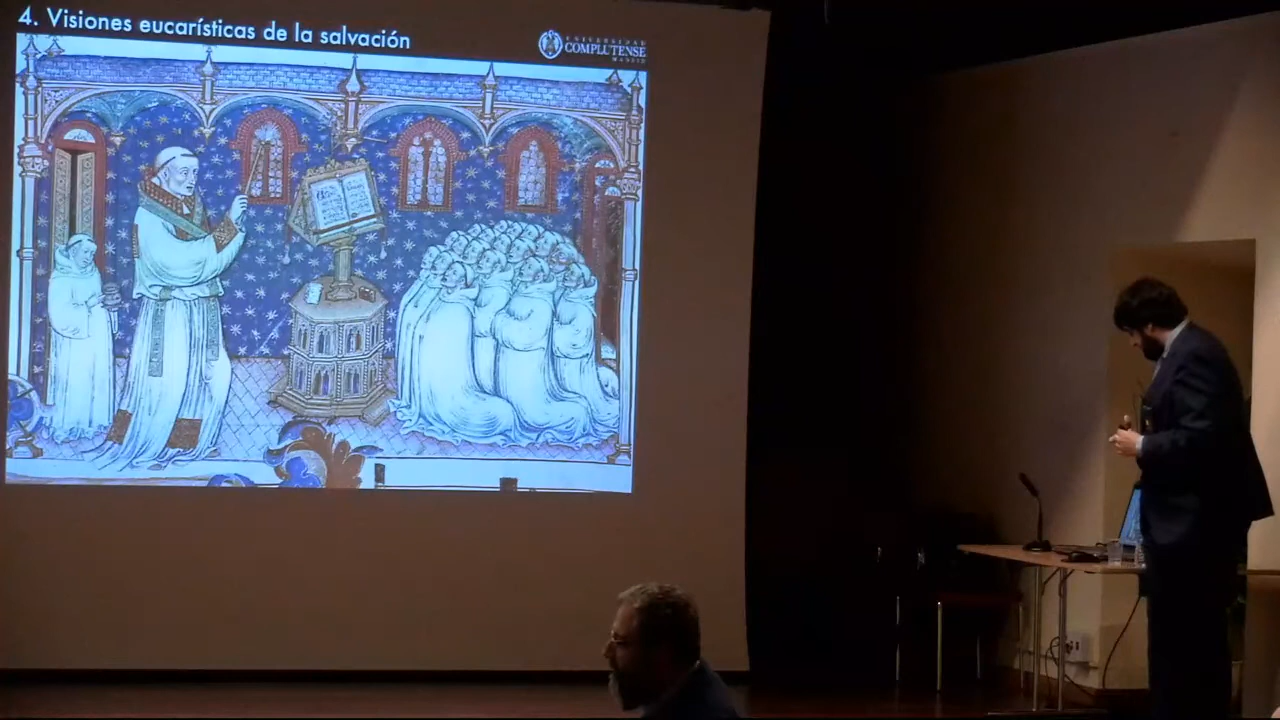 4. Visiones eucarísticas de la salvación
UNIVERSIDAD
COMPLUTENSE
MADRID